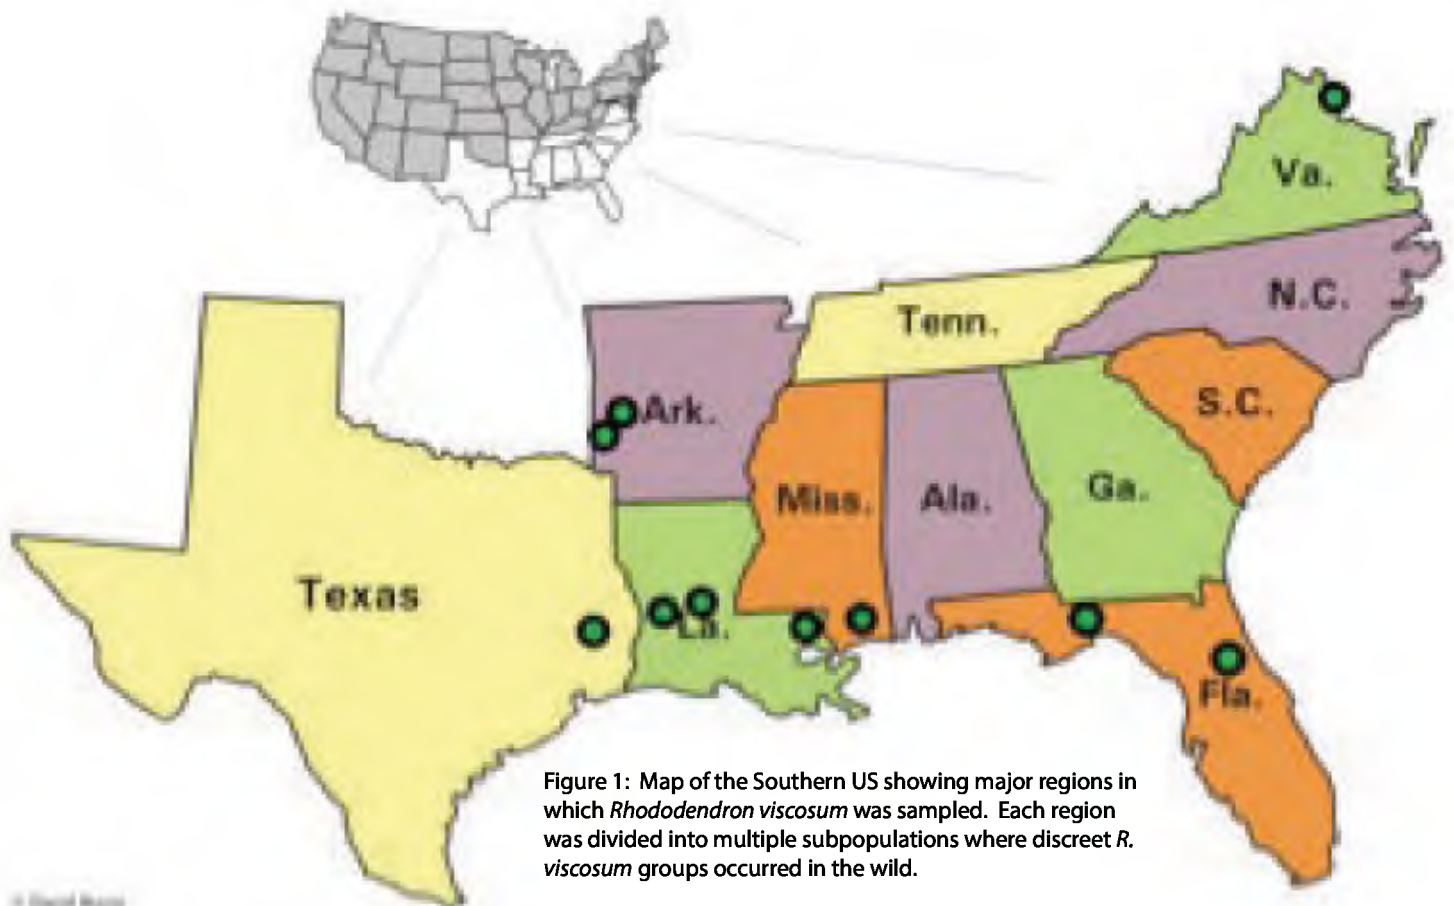 Va.
N.C.
Tenn.
S.C.
Ark.
Miss.
Ala.
Ga.
Texas
La.
Fla.
Figure 1: Map of the Southern US showing major regions in
which Rhododendron viscosum was sampled. Each region
was divided into multiple subpopulations where discreet R.
viscosum groups occurred in the wild.